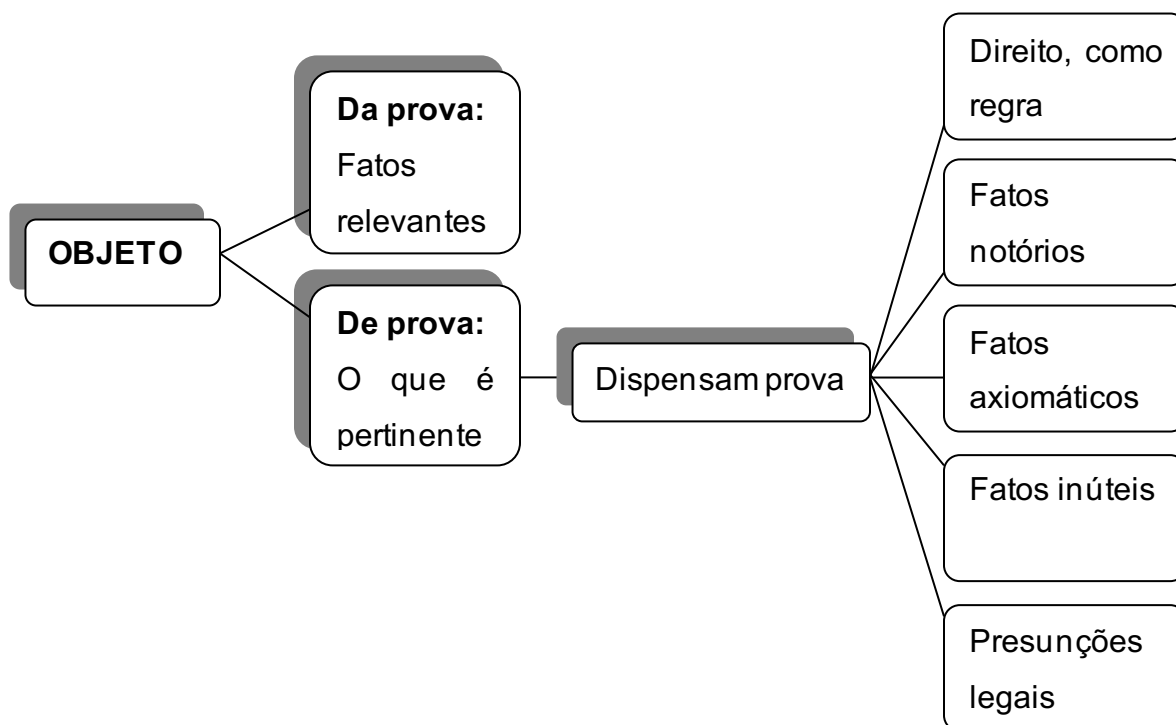 OBJETO
Da prova:
Fatos
relevantes
De prova:
O que é
pertinente
Dispensam prova
Direito, como
regra
Fatos
notórios
Fatos
axiomáticos
Fatos inúteis
Presunções
legais